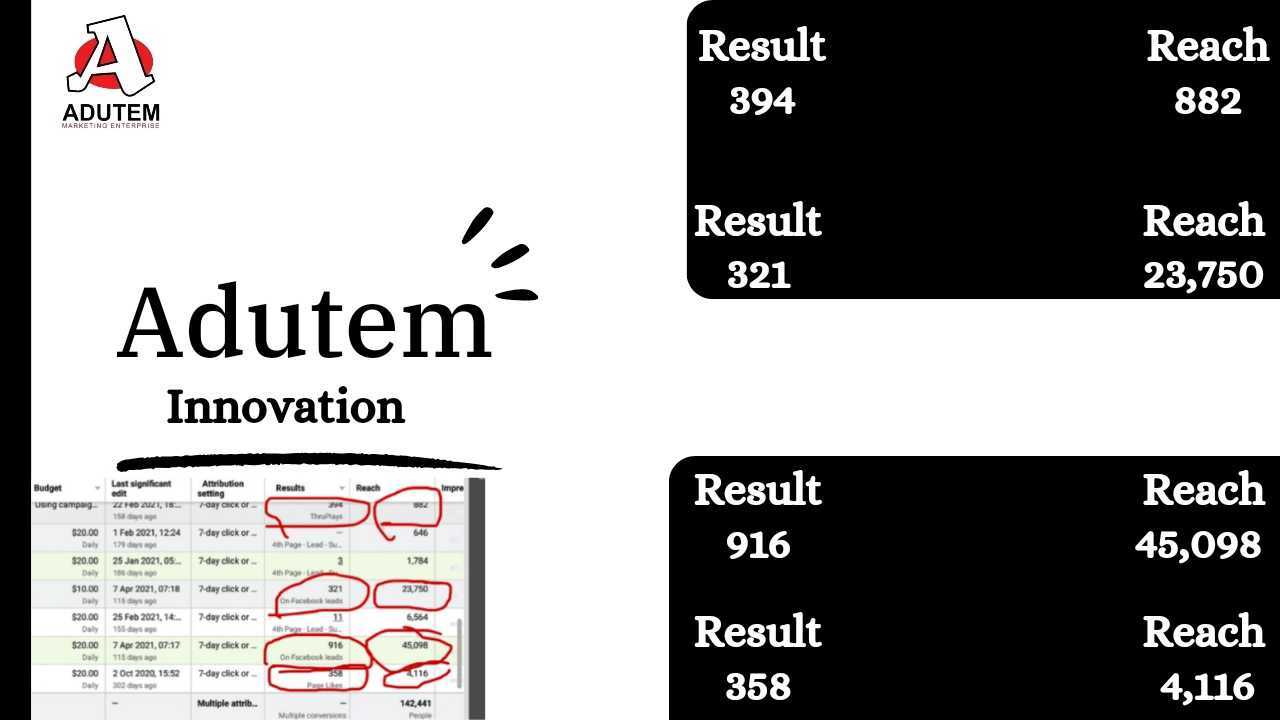 ADUTEM
MARKETING ENTERPRISE
Adutem
Innovation
Result Reach
394 882
Result Reach
321 23,750
Result Reach
916 45,098
Result Reach
358 4,116
Budget Last significant edit Attribution setting Results Reach Impre
Using campaig... 22 Feb 2021, 7-day click or ... 394 882
158 days ago ThruPlays
$20.00 1 Feb 2021, 12:24 7-day click or ... — 646
Daily 179 days ago 4th Page - Lead - Su...
$20.00 25 Jan 2021, 05:... 7-day click or ... 3 1,784
Daily 186 days ago 4th Page - Lead - Su...
$10.00 7 Apr 2021, 07:18 7-day click or ... 321 23,750
Daily 115 days ago On-Facebook leads
$20.00 25 Feb 2021, 14:... 7-day click or ... 11 6,564
Daily 155 days ago 4th Page - Lead - Su...
$20.00 7 Apr 2021, 07:17 7-day click or ... 916 45,098
Daily 115 days ago On-Facebook leads
$20.00 2 Oct 2020, 15:52 7-day click or ... 358 4,116
Daily 302 days ago Page Likes
— Multiple attrib... — 142,441
Multiple conversions People